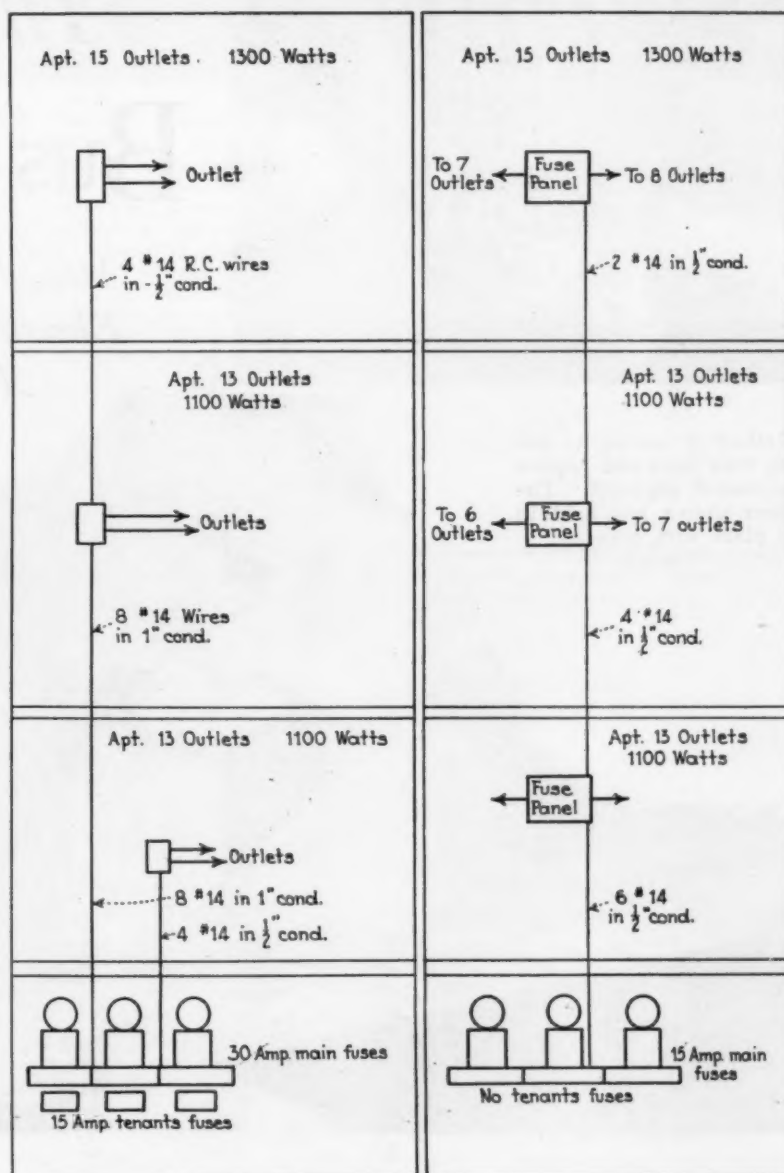 Apt. 15 Outlets. 1300 Watts
Outlet
4 #14 R.C. wires
in ½" cond.
Apt. 13 Outlets
1100 Watts
Outlets
8 #14 Wires
in 1" cond.
Apt. 13 Outlets 1100 Watts
Outlets
8 #14 in 1" cond.
4 #14 in ½" cond.
30 Amp. main fuses
15 Amp. tenants fuses
Apt. 15 Outlets 1300 Watts
To 7
Outlets
Fuse
Panel
To 8 Outlets
2 #14 in ½" cond.
Apt. 13 Outlets
1100 Watts
To 6
Outlets
Fuse
Panel
To 7 outlets
4 #14
in ½" cond.
Apt. 13 Outlets
1100 Watts
Fuse
Panel
6 #14
in ½" cond.
15 Amp. main
fuses
No tenants fuses